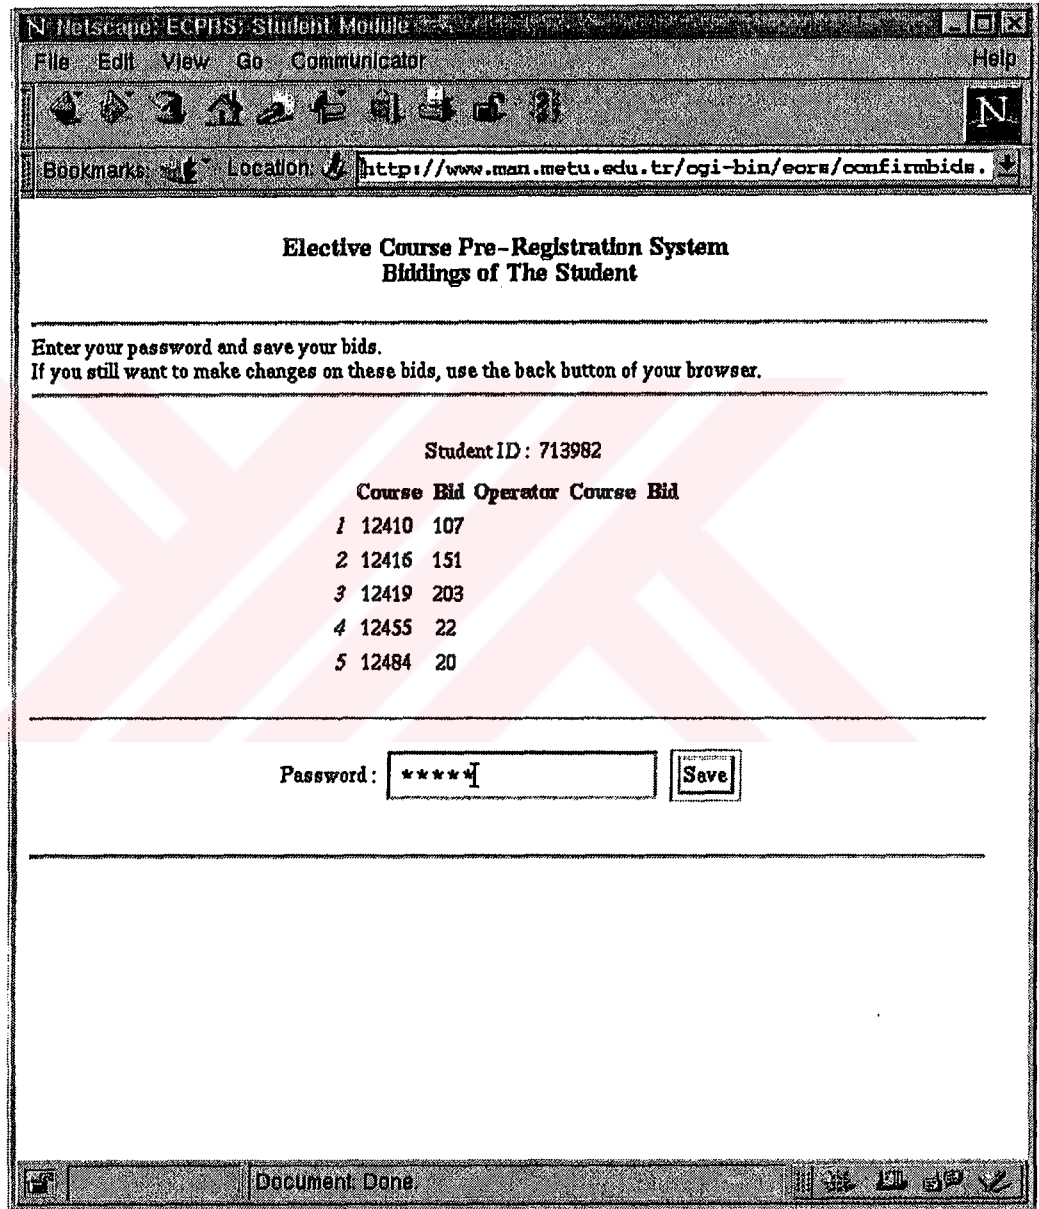 N Netscape: ECPRS: Student Module
File Edit View Go Communicator Help
N
Bookmarks: Location: http://www.man.metu.edu.tr/cgi-bin/ecrs/confirmbids.
Elective Course Pre-Registration System
Biddings of The Student
Enter your password and save your bids.
If you still want to make changes on these bids, use the back button of your browser.
Student ID : 713982
Course Bid Operator Course Bid
1 12410 107
2 12416 151
3 12419 203
4 12455 22
5 12484 20
Password : ***** Save
Document: Done.